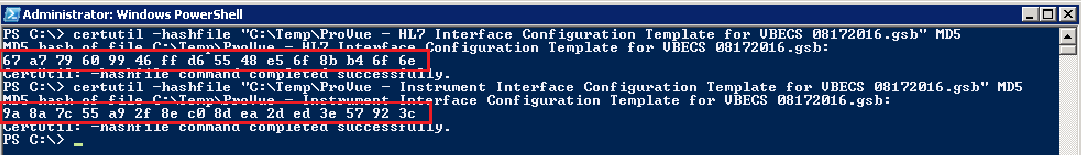 Administrator: Windows PowerShell
PS C:\> certutil -hashfile "C:\Temp\ProVue - HL7 Interface Configuration Template for VBECS 08172016.gsb" MD5
MD5 hash of file C:\Temp\ProVue - HL7 Interface Configuration Template for VBECS 08172016.gsb:
67 a7 79 60 99 46 ff d6 55 48 e5 6f 8b b4 6f 6e
CertUtil: -hashfile command completed successfully.
PS C:\> certutil -hashfile "C:\Temp\ProVue - Instrument Interface Configuration Template for VBECS 08172016.gsb" MD5
MD5 hash of file C:\Temp\ProVue - Instrument Interface Configuration Template for VBECS 08172016.gsb:
9a 8a 7c 55 a9 2f 8e c0 8d ea 2d ed 3e 57 92 3c
CertUtil: -hashfile command completed successfully.
PS C:\> _